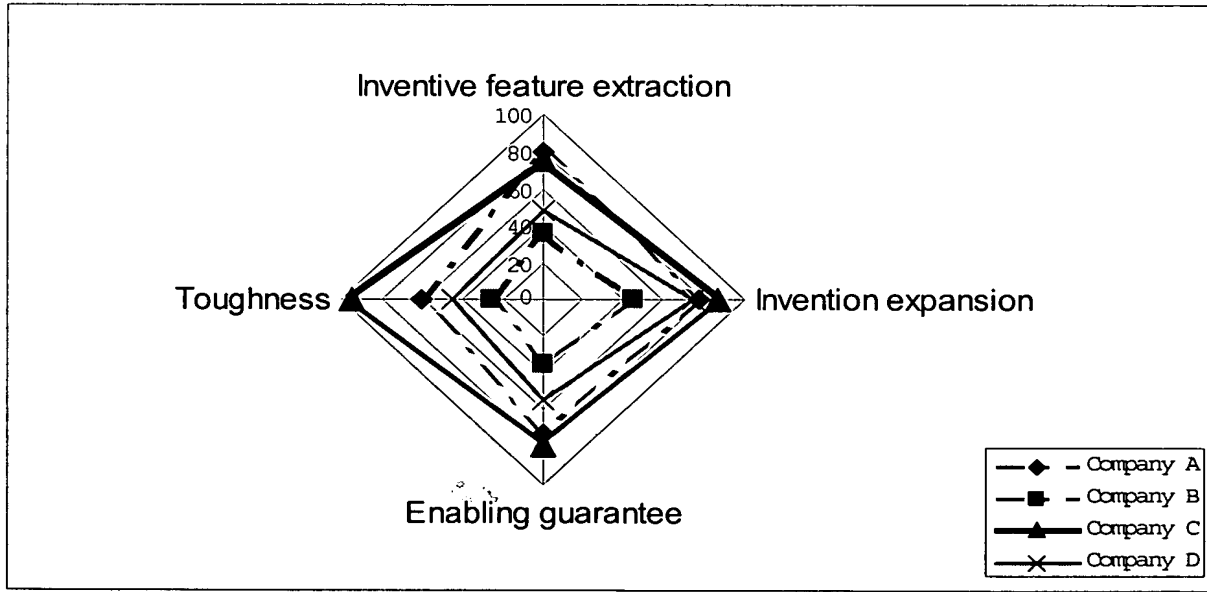 Inventive feature extraction
100
80
60
40
20
0
Toughness
Invention expansion
Enabling guarantee
Company A
Company B
Company C
Company D